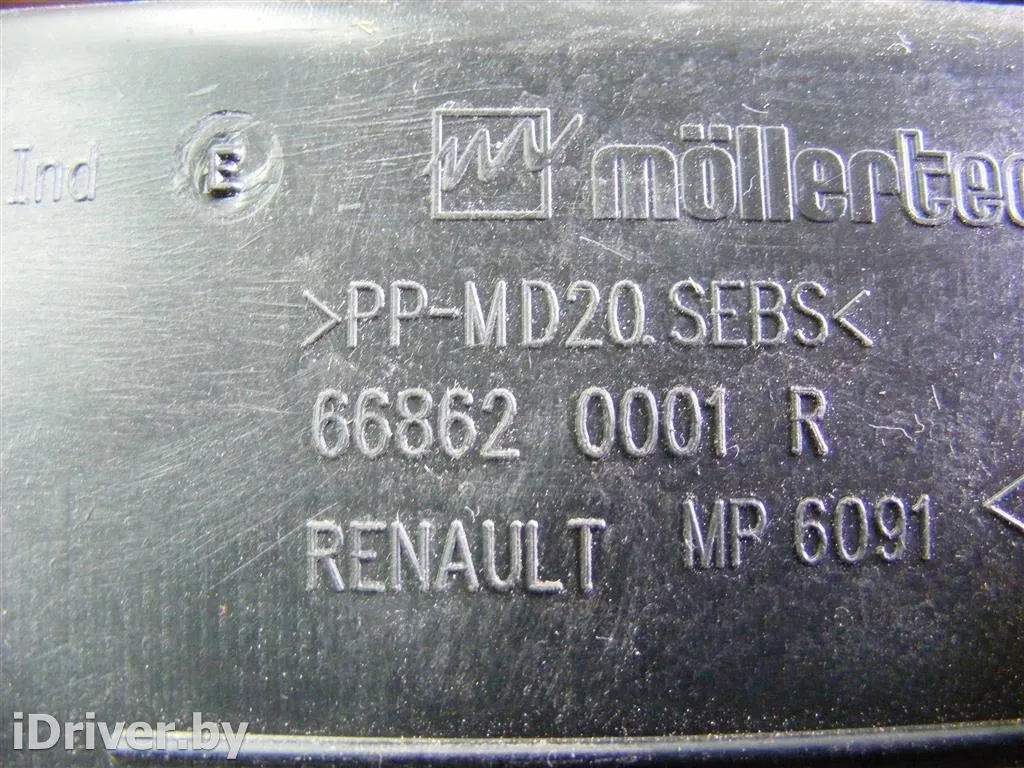 Ind E möllertec
>PP-MD20.SEBS<
66862 0001 R
RENAULT MP 6091
iDriver.by